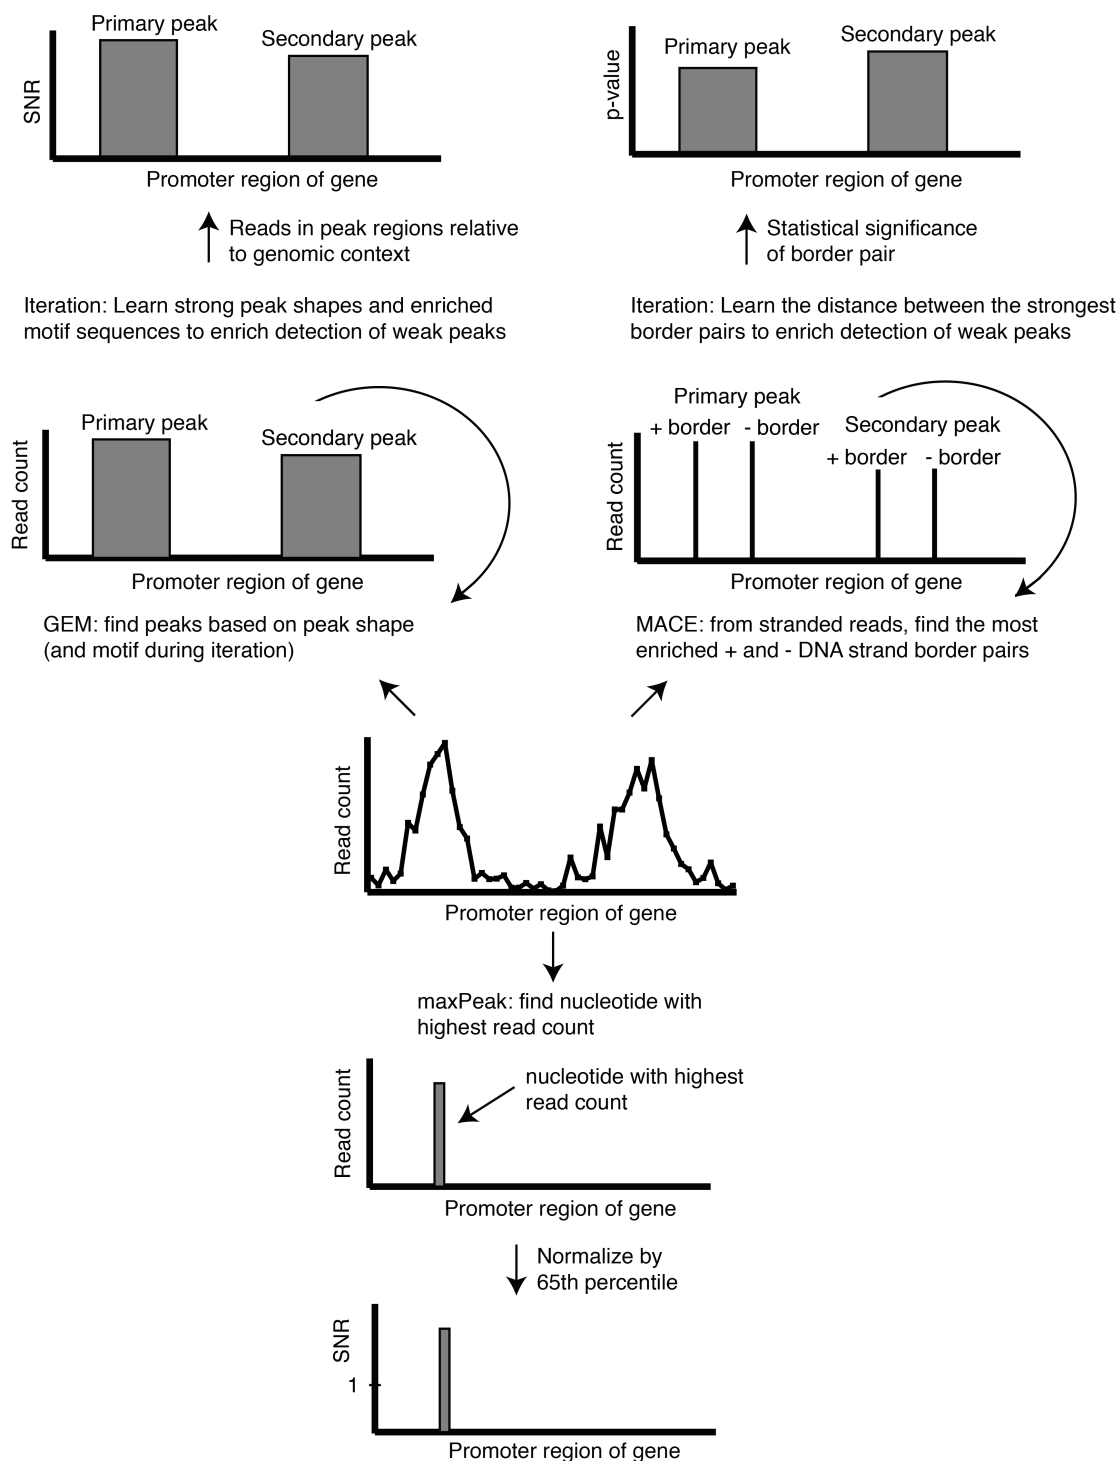 Primary peak
Secondary peak
SNR
Promoter region of gene
Reads in peak regions relative
to genomic context
Iteration: Learn strong peak shapes and enriched
motif sequences to enrich detection of weak peaks
Primary peak
Secondary peak
Read count
Promoter region of gene
GEM: find peaks based on peak shape
(and motif during iteration)
Secondary peak
Primary peak
p-value
Promoter region of gene
Statistical significance
of border pair
Iteration: Learn the distance between the strongest
border pairs to enrich detection of weak peaks
Primary peak
+ border - border
Secondary peak
+ border - border
Read count
Promoter region of gene
MACE: from stranded reads, find the most
enriched + and - DNA strand border pairs
Read count
Promoter region of gene
maxPeak: find nucleotide with
highest read count
nucleotide with highest
read count
Read count
Promoter region of gene
Normalize by
65th percentile
SNR
1
Promoter region of gene